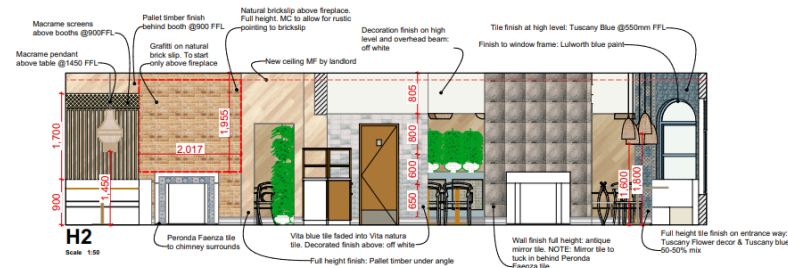 Macrame screens
above booths @900FFL
Pallet timber finish
behind booth @900 FFL
Natural brickslip above fireplace.
Full height. MC to allow for rustic
pointing to brickslip
Macrame pendant
above table @1450 FFL
Grafitti on natural
brick slip. To start
only above fireplace
New ceiling MF by landlord
Decoration finish on high
level and overhead beam:
off white
Tile finish at high level: Tuscany Blue @550mm FFL
Finish to window frame: Lulworth blue paint
1,700
900
1,450
2,017
1,955
805
800
600
650
1,600
1,800
H2
Scale 1:50
Peronda Faenza tile
to chimney surrounds
Vita blue tile faded into Vita natura
tile. Decorated finish above: off white
Full height finish: Pallet timber under angle
Wall finish full height: antique
mirror tile. NOTE: Mirror tile to
tuck in behind Peronda
Faenza tile
Full height tile finish on entrance way:
Tuscany Flower decor & Tuscany blue
50-50% mix